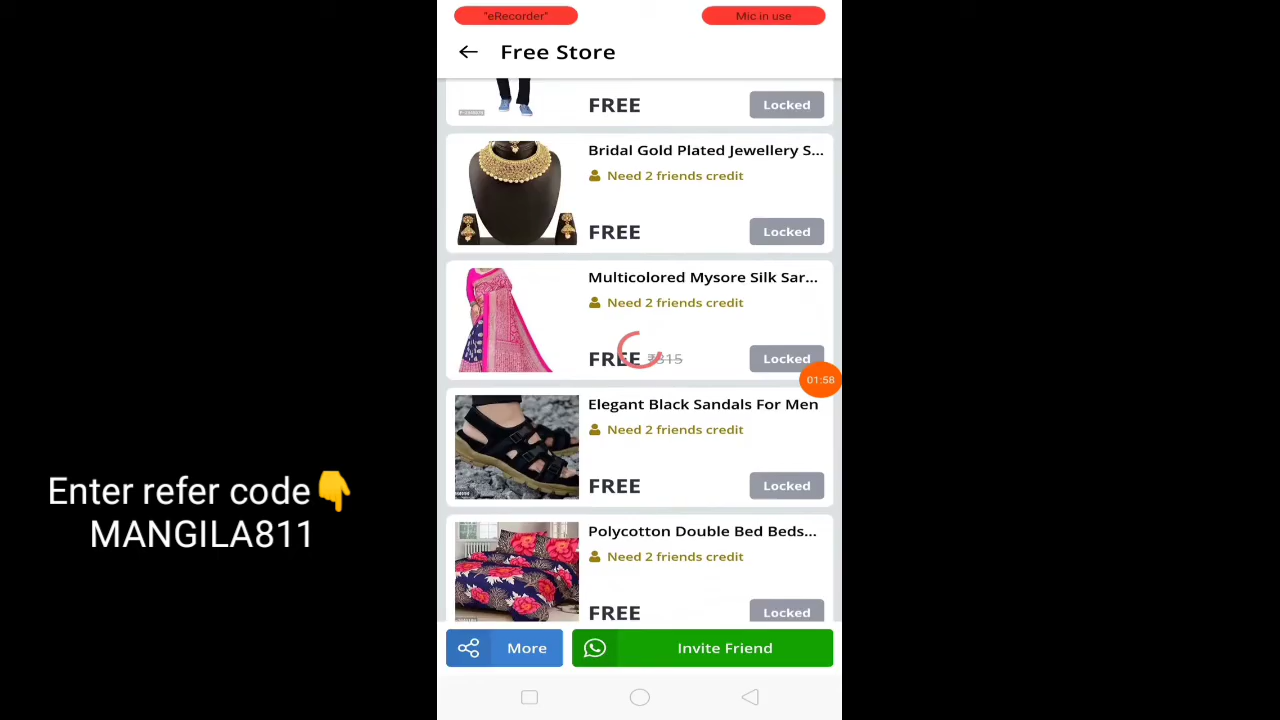 "eRecorder"
Mic in use
Free Store
FREE
Locked
Bridal Gold Plated Jewellery S...
Need 2 friends credit
FREE
Locked
Multicolored Mysore Silk Sar...
Need 2 friends credit
FREE ₹315
Locked
01:58
Elegant Black Sandals For Men
Need 2 friends credit
FREE
Locked
Polycotton Double Bed Beds...
Need 2 friends credit
FREE
Locked
More
Invite Friend
Enter refer code👇
MANGILA811